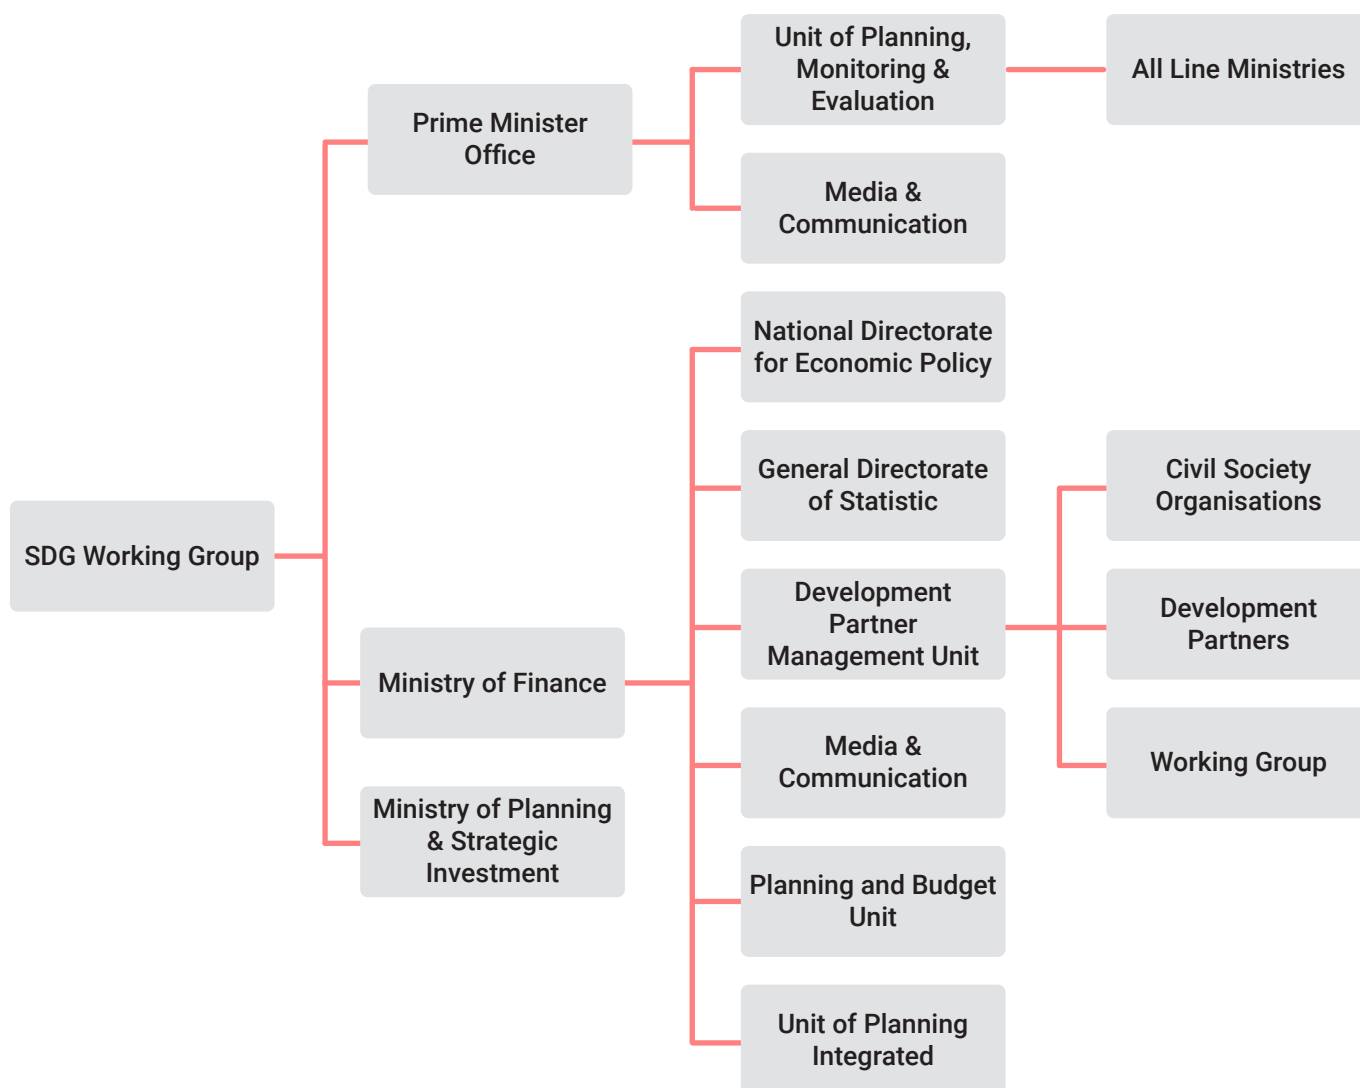 Unit of Planning,
Monitoring &
Evaluation
All Line Ministries
Prime Minister
Office
Media &
Communication
National Directorate
for Economic Policy
General Directorate
of Statistic
Civil Society
Organisations
SDG Working Group
Development
Partner
Management Unit
Development
Partners
Ministry of Finance
Media &
Communication
Working Group
Ministry of Planning
& Strategic
Investment
Planning and Budget
Unit
Unit of Planning
Integrated